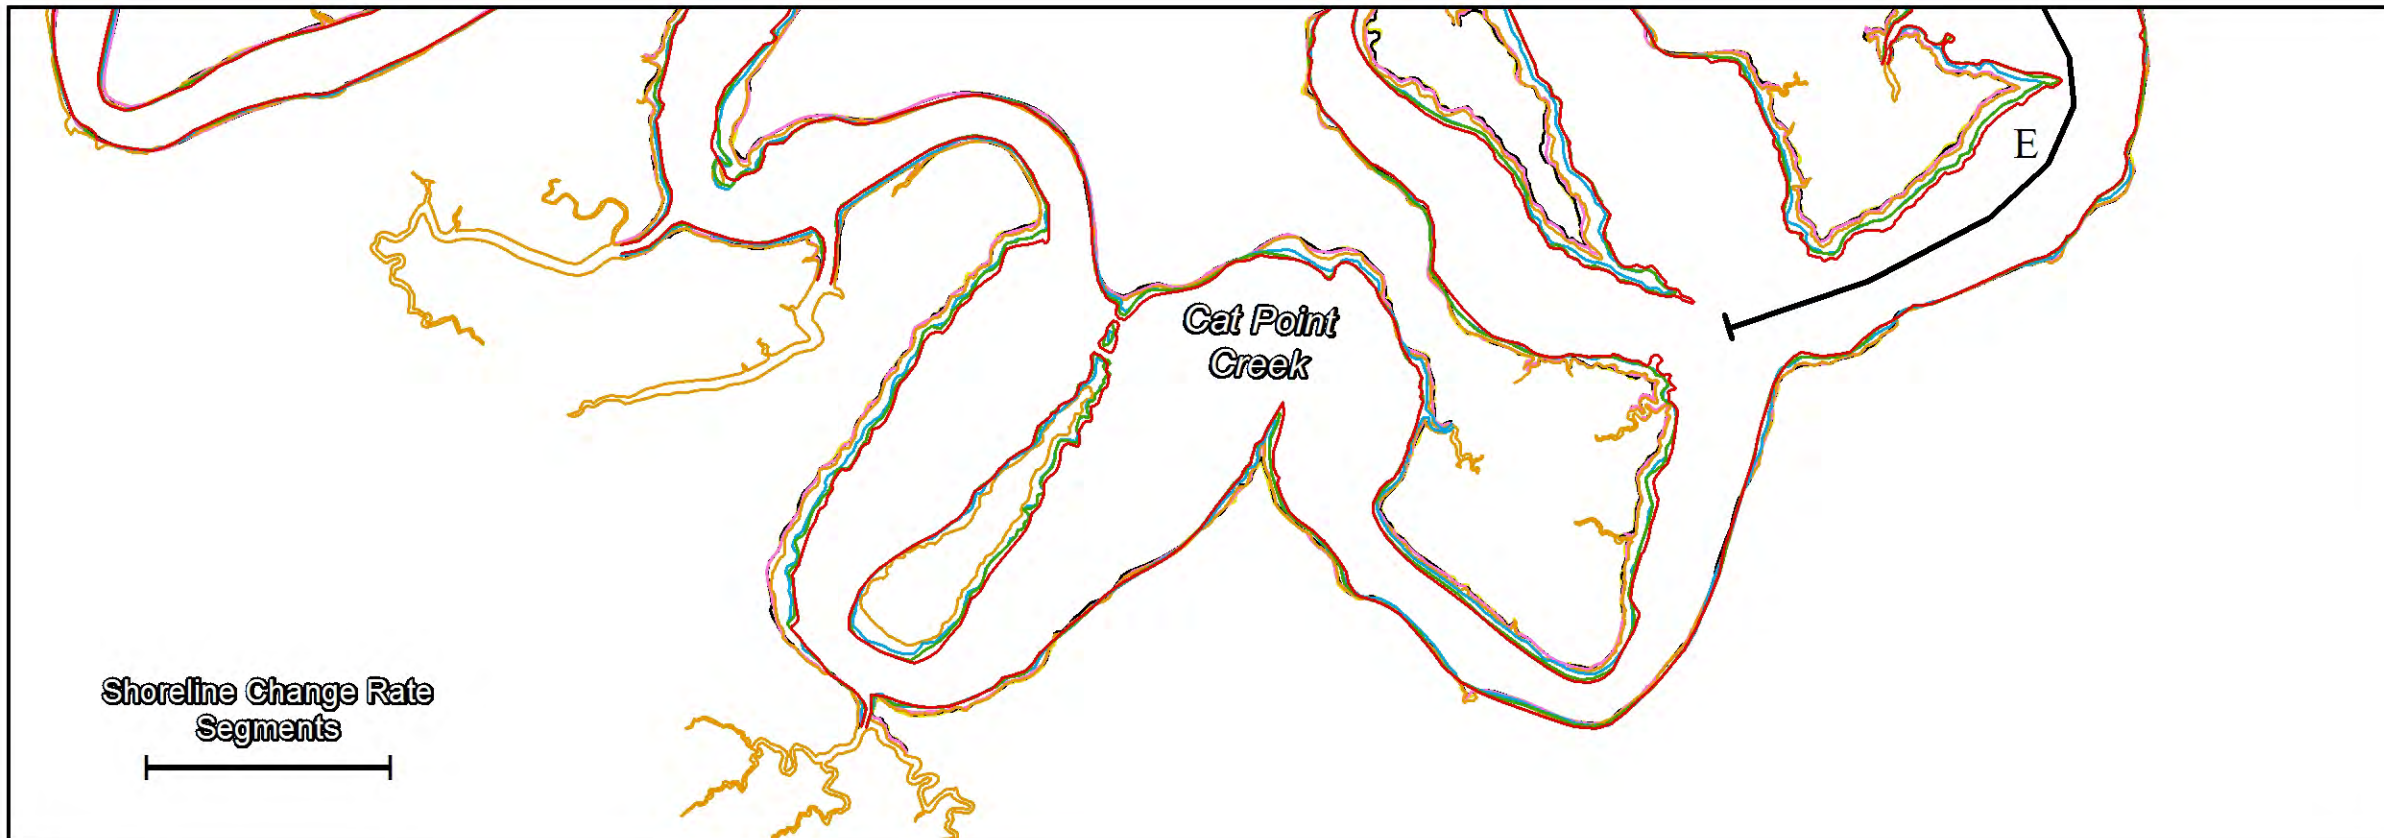 E
Cat Point
Creek
Shoreline Change Rate
Segments